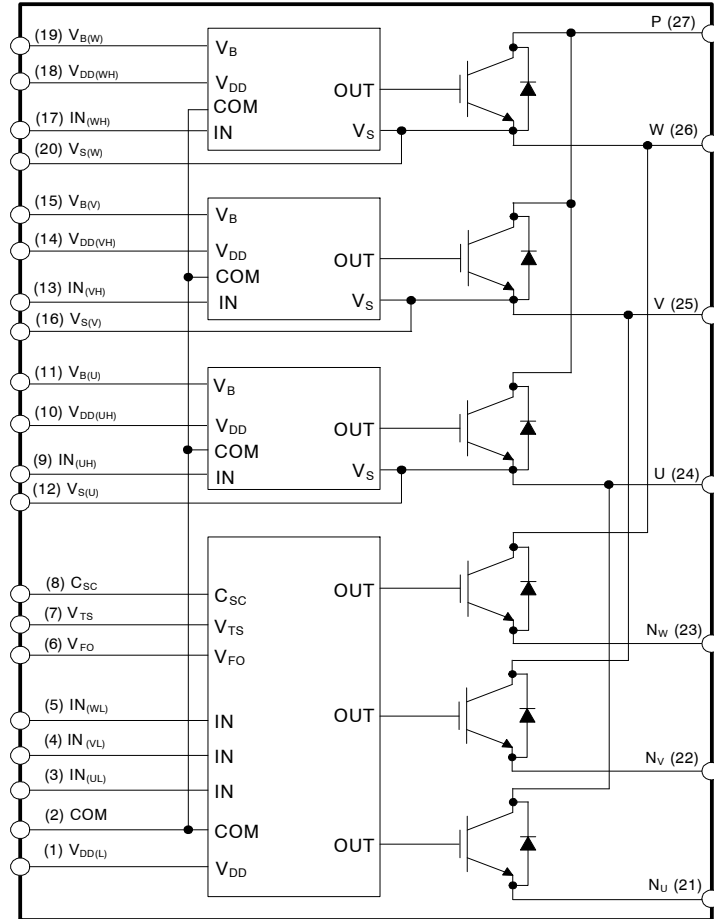 (19) VB(W)
(18) VDD(WH)
(17) IN(WH)
(20) VS(W)
VB
VDD
COM
IN
OUT
VS
P (27)
W (26)
(15) VB(V)
(14) VDD(VH)
(13) IN(VH)
(16) VS(V)
VB
VDD
COM
IN
OUT
VS
V (25)
(11) VB(U)
(10) VDD(UH)
(9) IN(UH)
(12) VS(U)
VB
VDD
COM
IN
OUT
VS
U (24)
(8) CSC
(7) VTS
(6) VFO
(5) IN(WL)
(4) IN(VL)
(3) IN(UL)
(2) COM
(1) VDD(L)
CSC
VTS
VFO
IN
IN
IN
COM
VDD
OUT
OUT
OUT
NW (23)
NV (22)
NU (21)